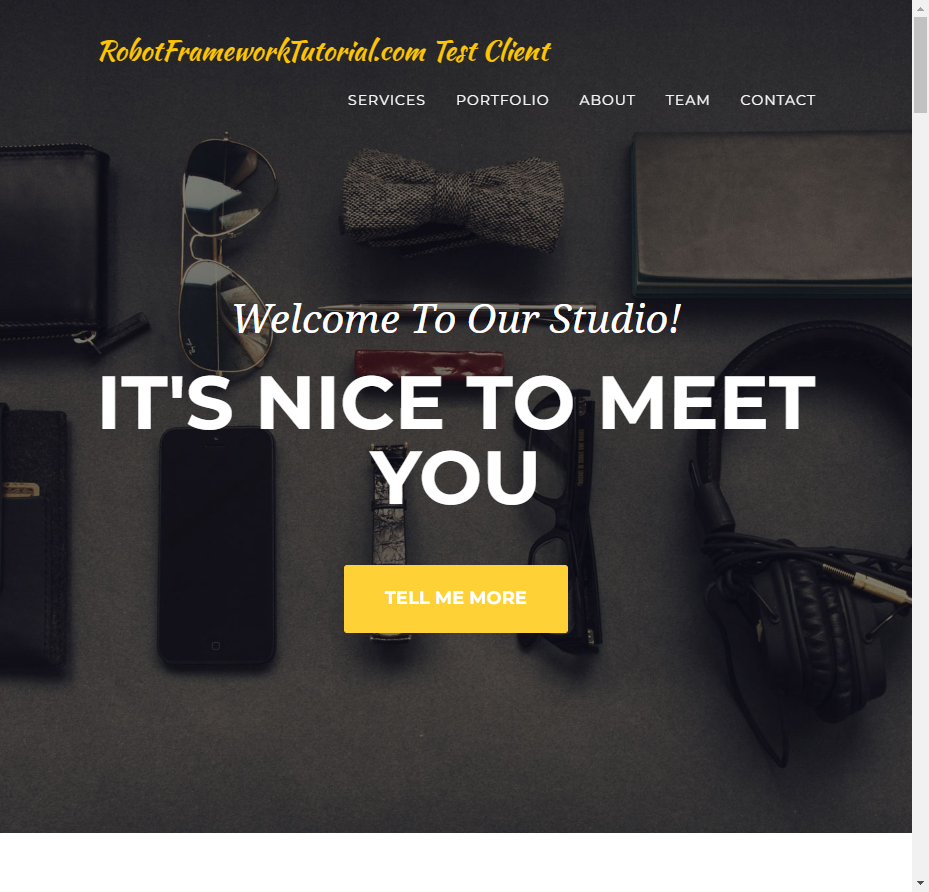 RobotFrameworkTutorial.com Test Client
SERVICES PORTFOLIO ABOUT TEAM CONTACT
Welcome To Our Studio!
IT'S NICE TO MEET
YOU
TELL ME MORE